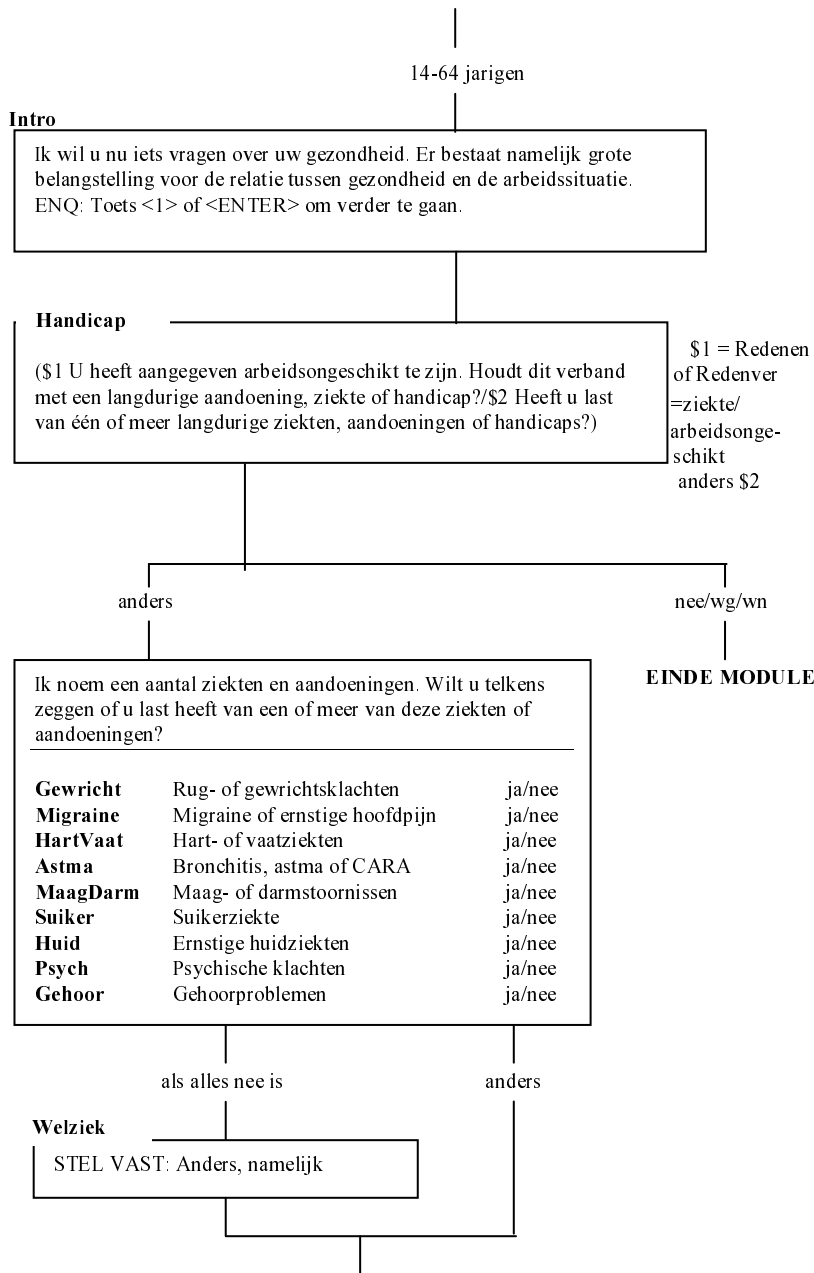 14-64 jarigen
Intro
Ik wil u nu iets vragen over uw gezondheid. Er bestaat namelijk grote
belangstelling voor de relatie tussen gezondheid en de arbeidssituatie.
ENQ: Toets <1> of <ENTER> om verder te gaan.
Handicap
($1 U heeft aangegeven arbeidsongeschikt te zijn. Houdt dit verband
met een langdurige aandoening, ziekte of handicap?/$2 Heeft u last
van één of meer langdurige ziekten, aandoeningen of handicaps?)
$1 = Redenen
of Redenver
=ziekte/
arbeidsonge-
schikt
anders $2
anders
nee/wg/wn
EINDE MODULE
Ik noem een aantal ziekten en aandoeningen. Wilt u telkens
zeggen of u last heeft van een of meer van deze ziekten of
aandoeningen?
Gewricht Rug- of gewrichtsklachten ja/nee
Migraine Migraine of ernstige hoofdpijn ja/nee
HartVaat Hart- of vaatziekten ja/nee
Astma Bronchitis, astma of CARA ja/nee
MaagDarm Maag- of darmstoornissen ja/nee
Suiker Suikerziekte ja/nee
Huid Ernstige huidziekten ja/nee
Psych Psychische klachten ja/nee
Gehoor Gehoorproblemen ja/nee
als alles nee is
anders
Welziek
STEL VAST: Anders, namelijk